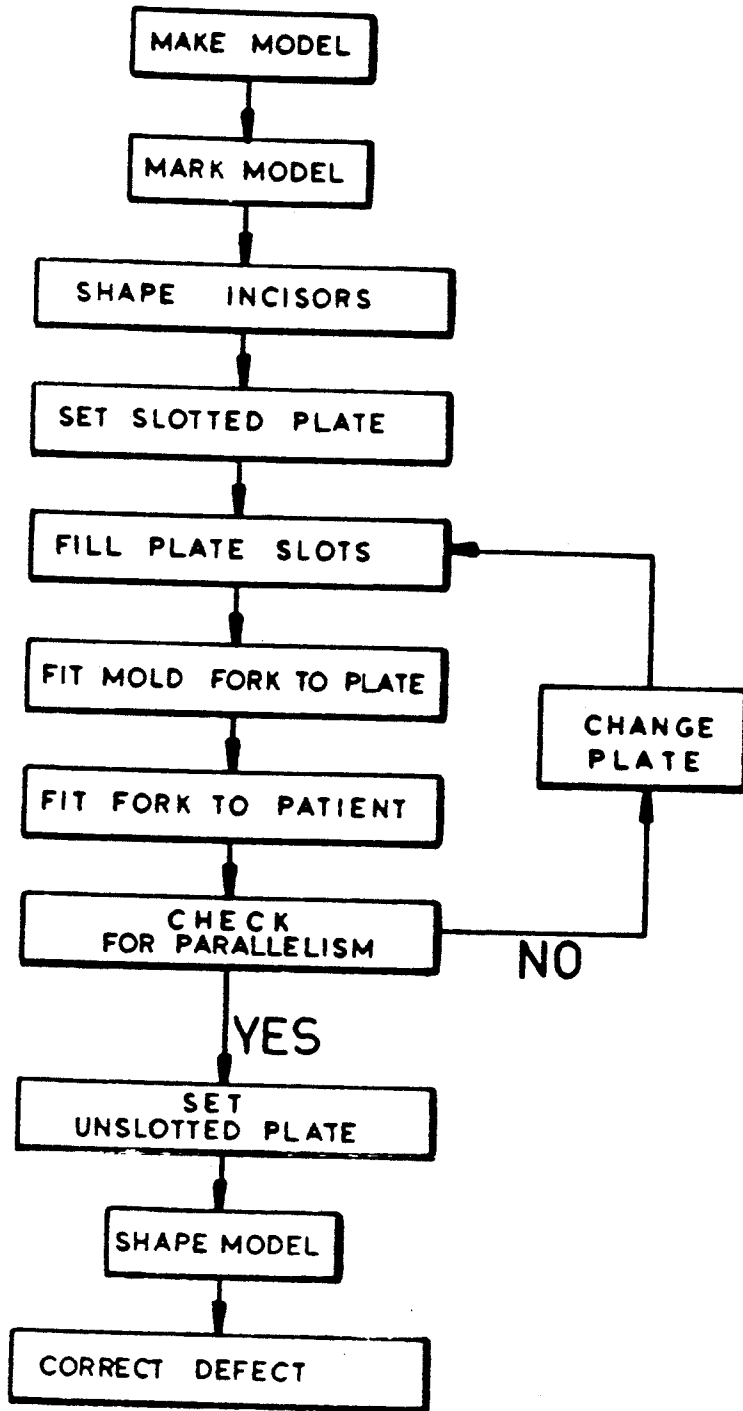 MAKE MODEL
MARK MODEL
SHAPE INCISORS
SET SLOTTED PLATE
FILL PLATE SLOTS
FIT MOLD FORK TO PLATE
CHANGE
PLATE
FIT FORK TO PATIENT
CHECK
FOR PARALLELISM
NO
YES
SET
UNSLOTTED PLATE
SHAPE MODEL
CORRECT DEFECT